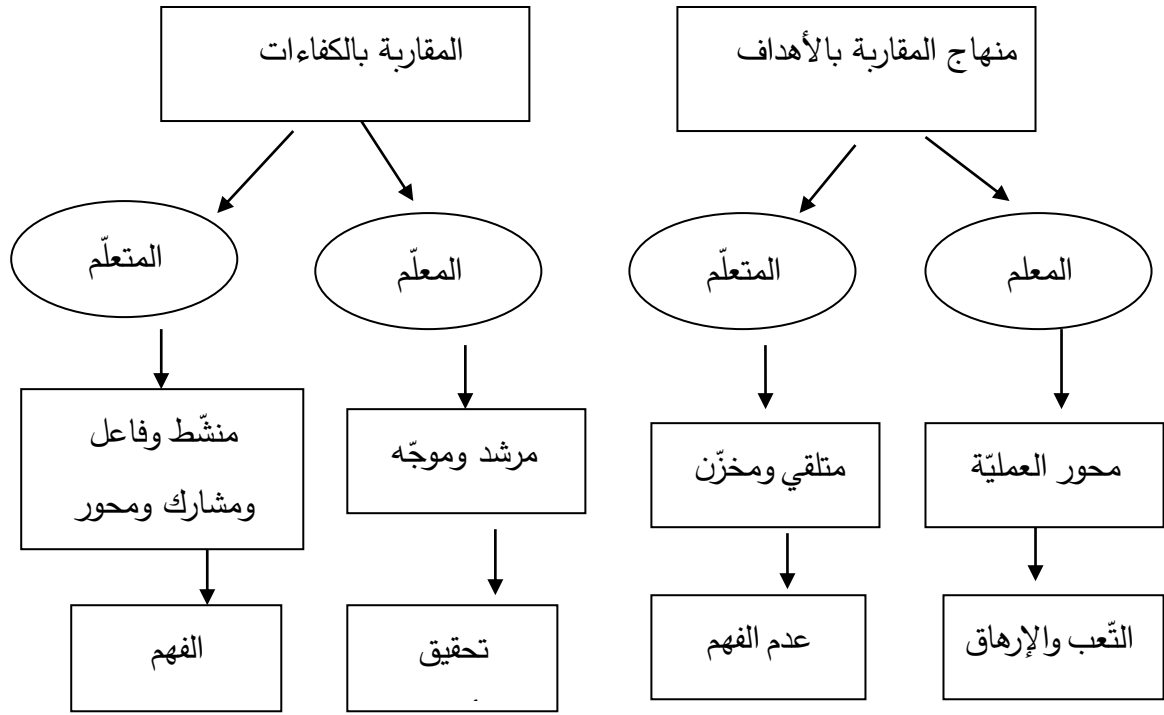 منهاج المقاربة بالأهداف
المقاربة بالكفاءات
المعلم
المتعلّم
المعلّم
المتعلّم
محور العمليّة
متلقي ومخزّن
مرشد وموجّه
منشّط وفاعل
ومشارك ومحور
التّعب والإرهاق
عدم الفهم
تحقيق
الفهم